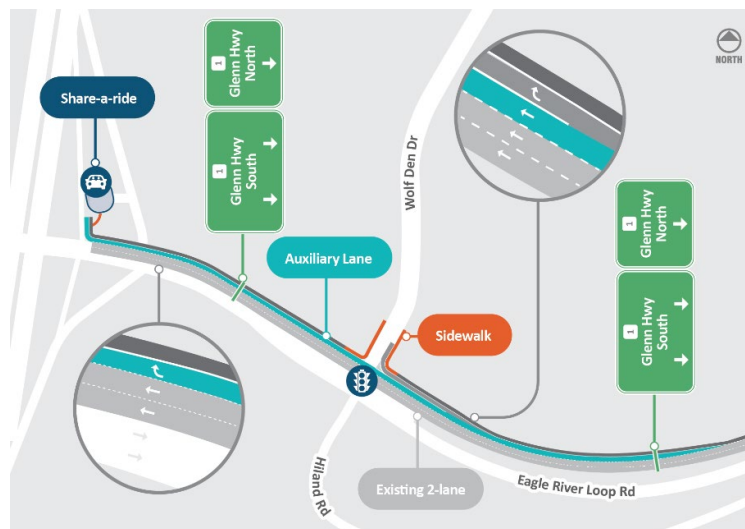 NORTH
Share-a-ride
1
Glenn Hwy
North
1
Glenn Hwy
South
Wolf Den Dr
1
Glenn Hwy
North
1
Glenn Hwy
South
Auxiliary Lane
Sidewalk
Existing 2-lane
Hiland Rd
Eagle River Loop Rd